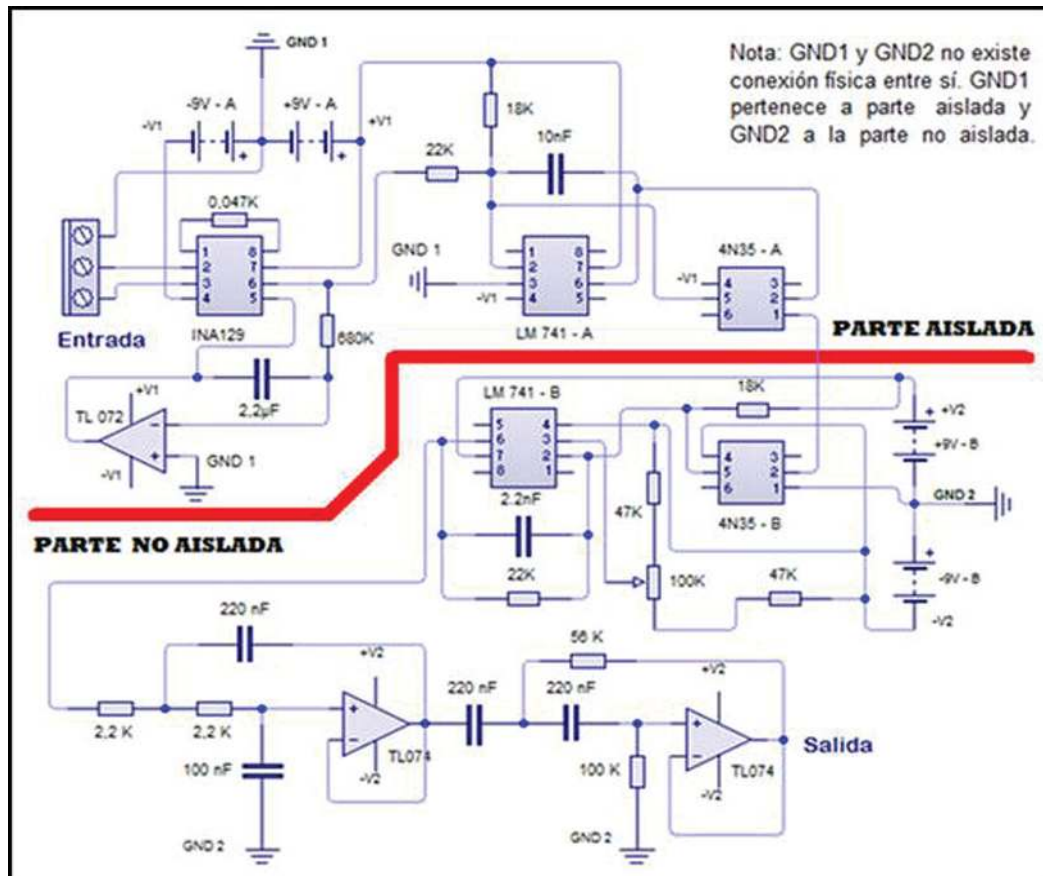 GND 1
Nota: GND1 y GND2 no existe
conexión física entre sí. GND1
pertenece a parte aislada y
GND2 a la parte no aislada.
-9V - A
+9V - A
-V1
+V1
+
+
18K
10nF
22K
0,047K
1
2
3
4
8
7
6
5
INA129
Entrada
680K
GND 1
-V1
1
2
3
4
8
7
6
5
LM 741 - A
4N35 - A
-V1
4
5
6
3
2
1
PARTE AISLADA
2,2µF
TL 072
+V1
-
+
-V1
GND 1
LM 741 - B
5
6
7
8
4
3
2
1
2.2nF
22K
18K
4
5
6
3
2
1
4N35 - B
+
+V2
+9V - B
GND 2
+
-9V - B
-V2
47K
100K
47K
PARTE NO AISLADA
220 nF
2,2 K
2,2 K
100 nF
GND 2
+V2
+
-
TL074
-V2
220 nF
56 K
220 nF
100 K
GND 2
+V2
+
-
TL074
-V2
Salida